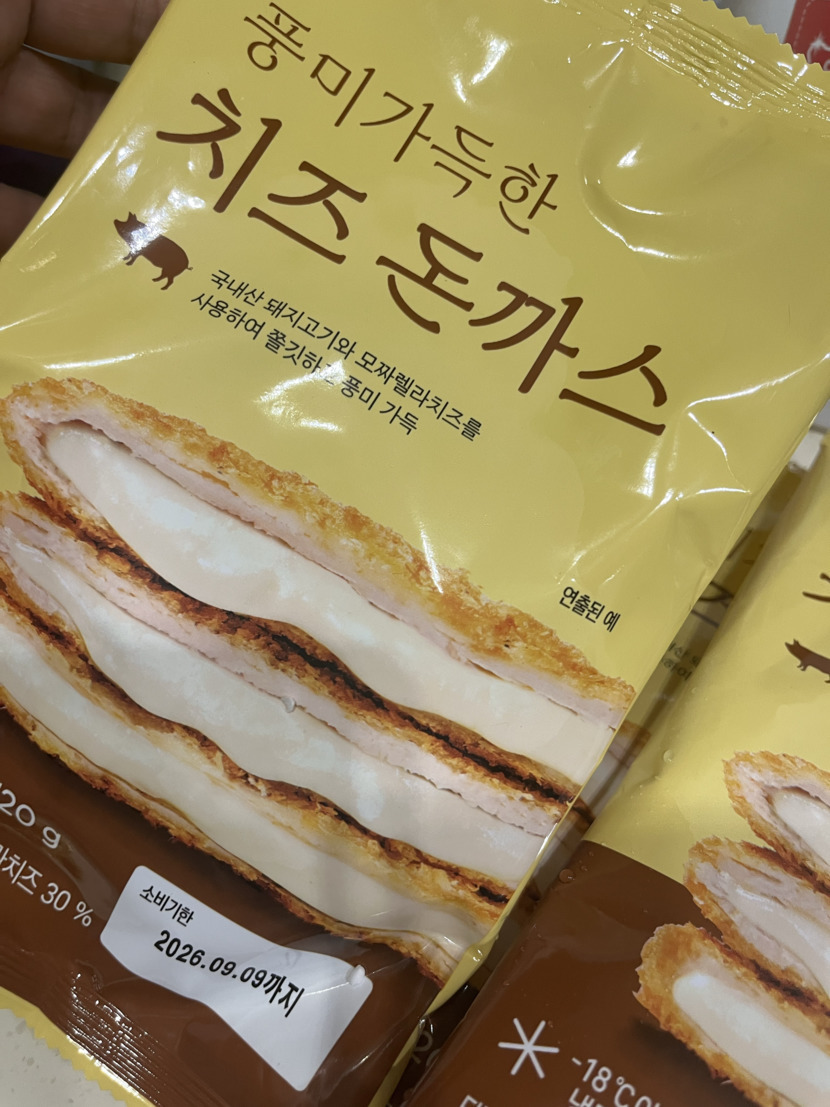 풍미가득한
치즈 돈까스
국내산 돼지고기와 모짜렐라치즈를
사용하여 쫄깃하고 풍미 가득
연출된 예
20 g
치즈 30 %
소비기한
2026.09.09까지
-18℃